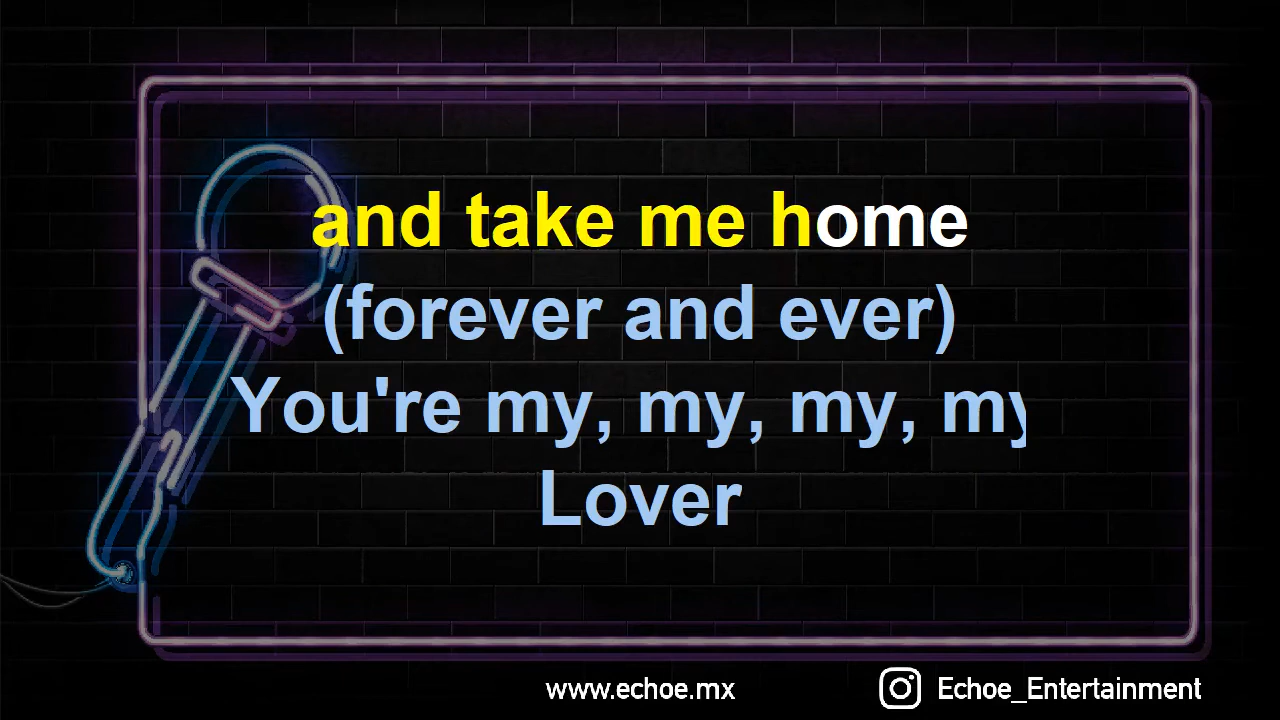 and take me home
(forever and ever)
You're my, my, my, my
Lover
www.echoe.mx
Echoe_Entertainment